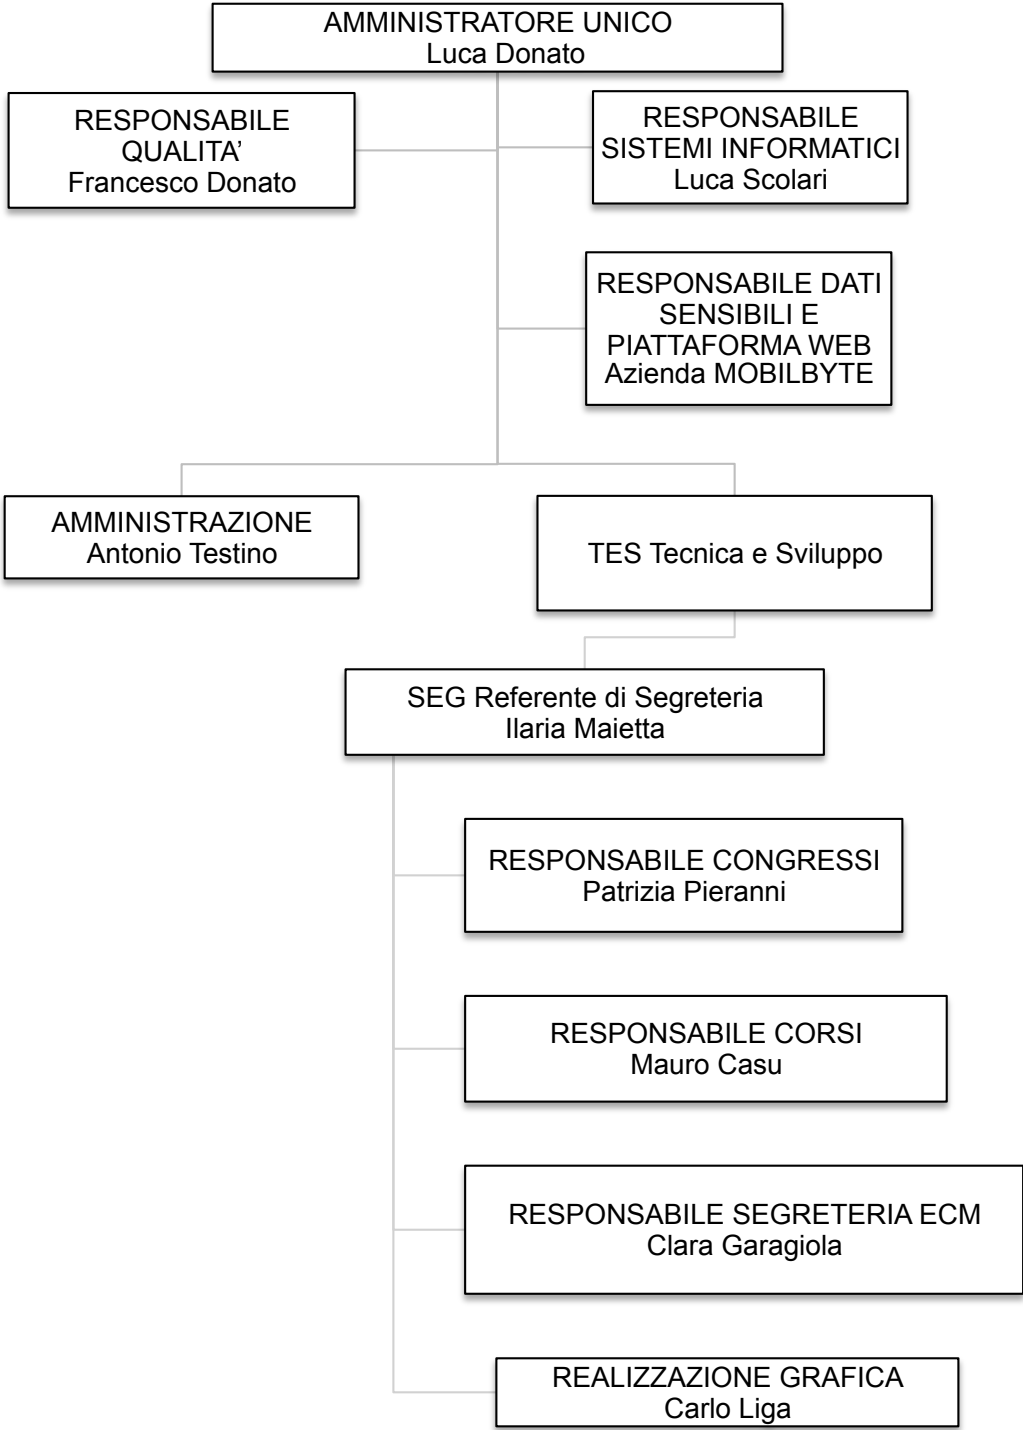 AMMINISTRATORE UNICO
Luca Donato
RESPONSABILE
QUALITA’
Francesco Donato
RESPONSABILE
SISTEMI INFORMATICI
Luca Scolari
RESPONSABILE DATI
SENSIBILI E
PIATTAFORMA WEB
Azienda MOBILBYTE
AMMINISTRAZIONE
Antonio Testino
TES Tecnica e Sviluppo
SEG Referente di Segreteria
Ilaria Maietta
RESPONSABILE CONGRESSI
Patrizia Pieranni
RESPONSABILE CORSI
Mauro Casu
RESPONSABILE SEGRETERIA ECM
Clara Garagiola
REALIZZAZIONE GRAFICA
Carlo Liga